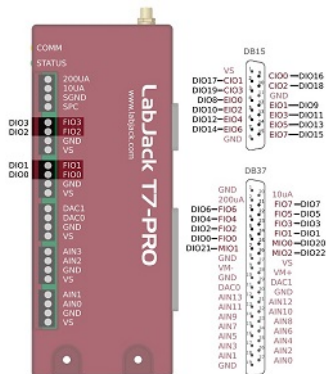 COMM
STATUS
200UA
10UA
SGND
SPC
DIO3 FIO3
DIO2 FIO2
GND
VS
DIO1 FIO1
DIO0 FIO0
GND
VS
DAC1
DAC0
GND
VS
AIN3
AIN2
GND
VS
AIN1
AIN0
GND
VS
LabJack T7-PRO
www.labjack.com
DB15
VS
DIO17 CIO1
DIO19 CIO3
DIO8 EIO0
DIO10 EIO2
DIO12 EIO4
DIO14 EIO6
GND
CIO0 DIO16
CIO2 DIO18
GND
EIO1 DIO9
EIO3 DIO11
EIO5 DIO13
EIO7 DIO15
DB37
GND
200uA
DIO6 FIO6
DIO4 FIO4
DIO2 FIO2
DIO0 FIO0
DIO21 MIO1
GND
VM-
GND
DAC0
AIN13
AIN11
AIN9
AIN7
AIN5
AIN3
AIN1
GND
10uA
FIO7 DIO7
FIO5 DIO5
FIO3 DIO3
FIO1 DIO1
MIO0 DIO20
MIO2 DIO22
VS
VM+
DAC1
GND
AIN12
AIN10
AIN8
AIN6
AIN4
AIN2
AIN0